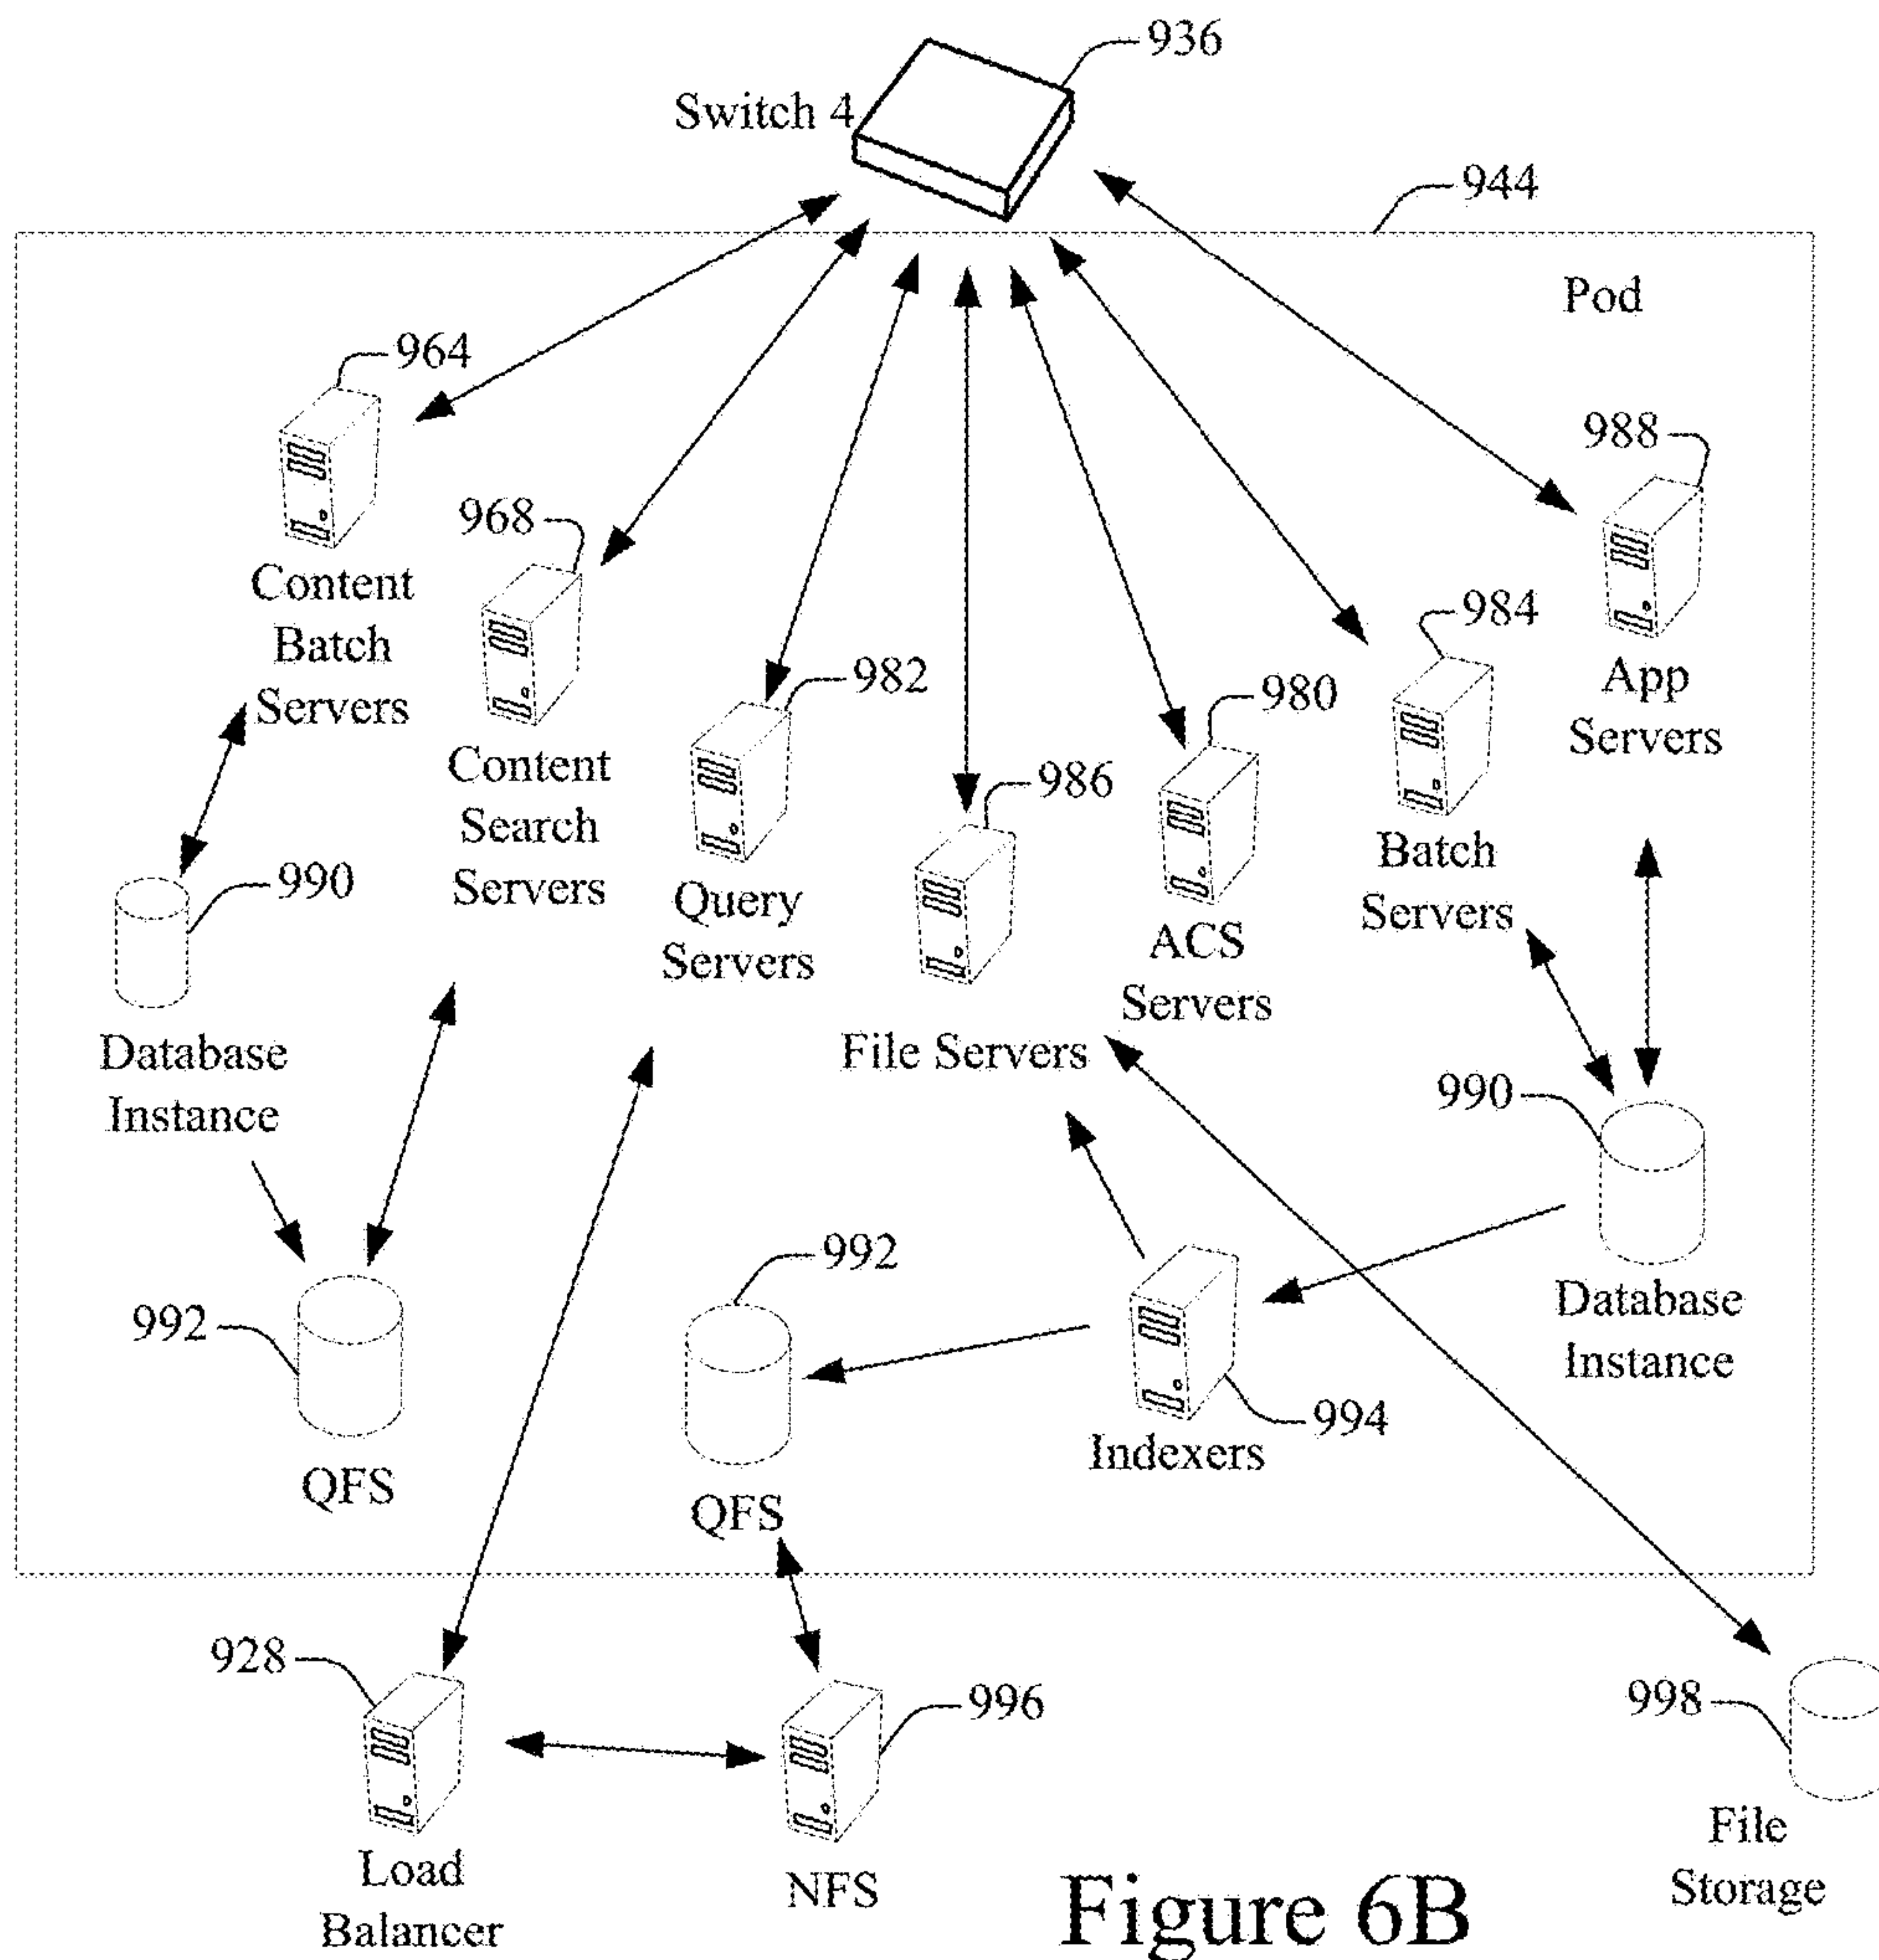 936
Switch 4
944
Pod
964
988
968
Content
Batch
Servers
984
982
980
App
Servers
Content
Search
Servers
986
Batch
Servers
990
Query
Servers
ACS
Servers
Database
Instance
File Servers
990
992
992
Database
Instance
994
Indexers
QFS
QFS
928
996
998
Load
Balancer
NFS
File
Storage
Figure 6B